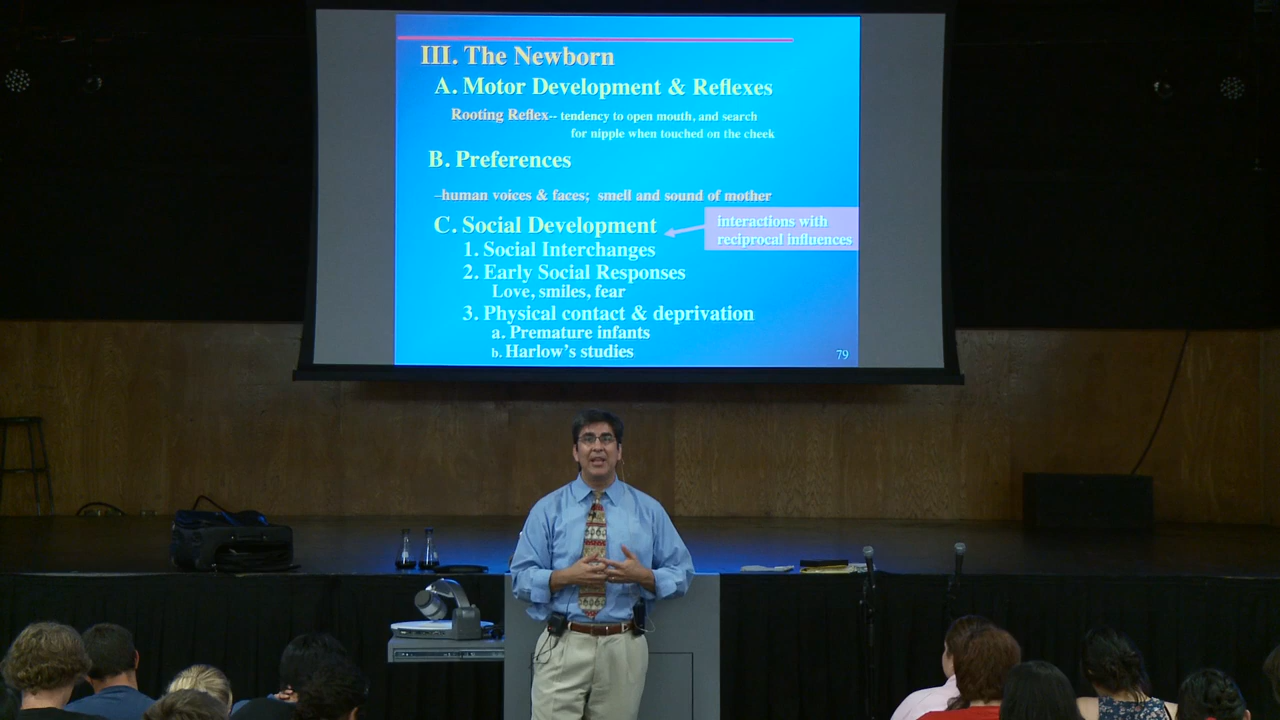 III. The Newborn
A. Motor Development & Reflexes
Rooting Reflex-- tendency to open mouth, and search
for nipple when touched on the cheek
B. Preferences
–human voices & faces; smell and sound of mother
C. Social Development
interactions with
reciprocal influences
1. Social Interchanges
2. Early Social Responses
Love, smiles, fear
3. Physical contact & deprivation
a. Premature infants
b. Harlow's studies
79